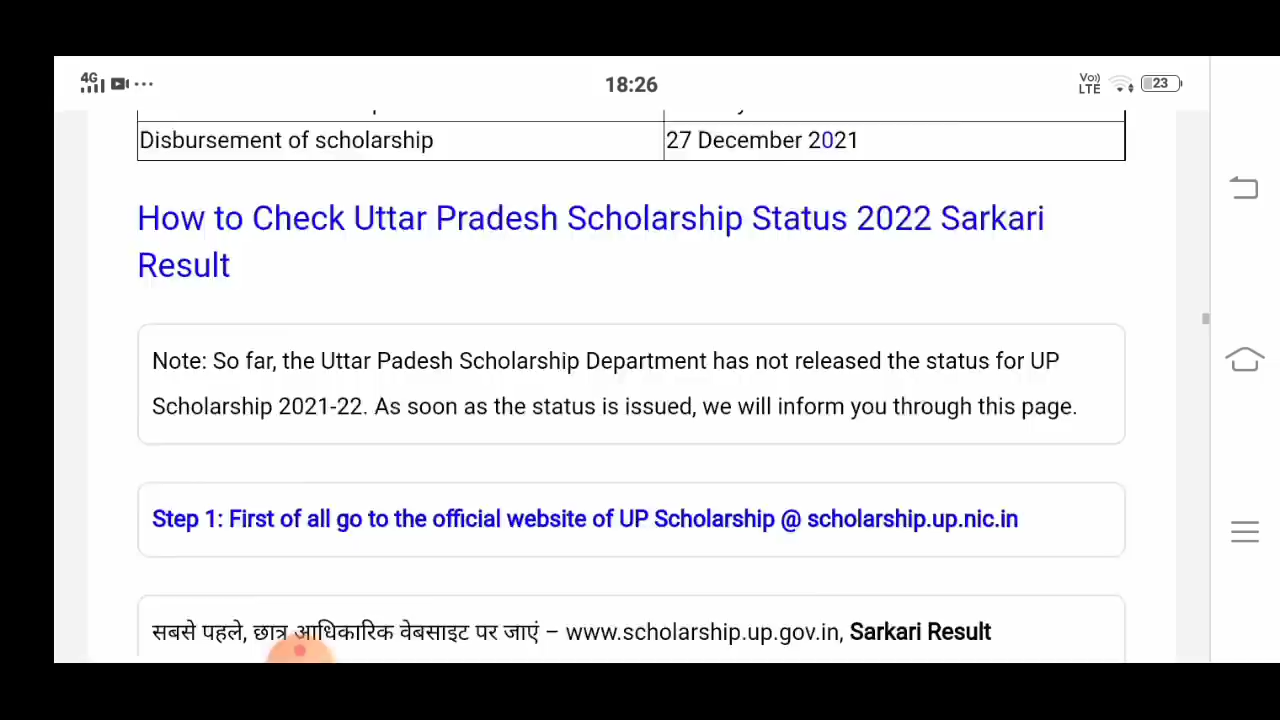 4G
18:26
Vo)
LTE
23
Disbursement of scholarship 27 December 2021
How to Check Uttar Pradesh Scholarship Status 2022 Sarkari
Result
Note: So far, the Uttar Padesh Scholarship Department has not released the status for UP
Scholarship 2021-22. As soon as the status is issued, we will inform you through this page.
Step 1: First of all go to the official website of UP Scholarship @ scholarship.up.nic.in
सबसे पहले, छात्र आधिकारिक वेबसाइट पर जाएं – www.scholarship.up.gov.in, Sarkari Result